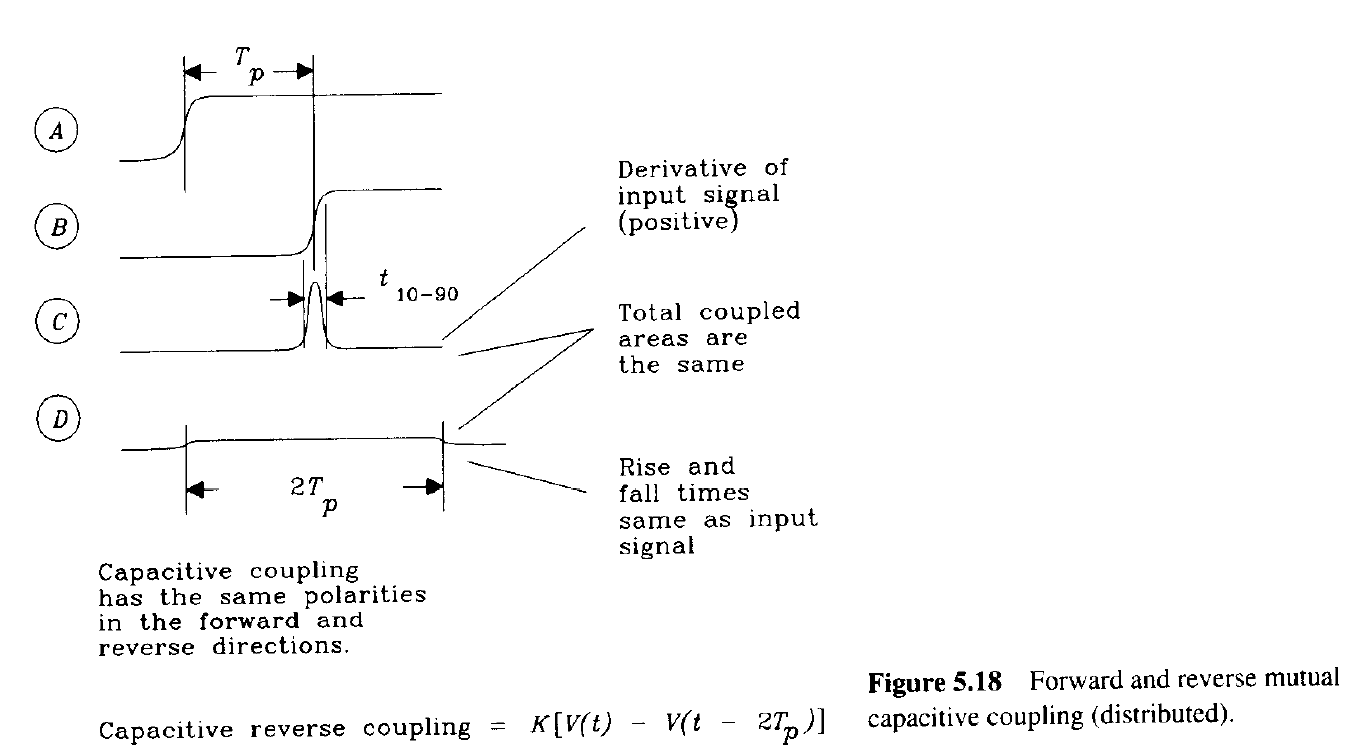 T_p
A
B
Derivative of
input signal
(positive)
t_10-90
C
Total coupled
areas are
the same
D
2T_p
Rise and
fall times
same as input
signal
Capacitive coupling
has the same polarities
in the forward and
reverse directions.
Capacitive reverse coupling = K[V(t) - V(t - 2T_p)]
Figure 5.18 Forward and reverse mutual
capacitive coupling (distributed).